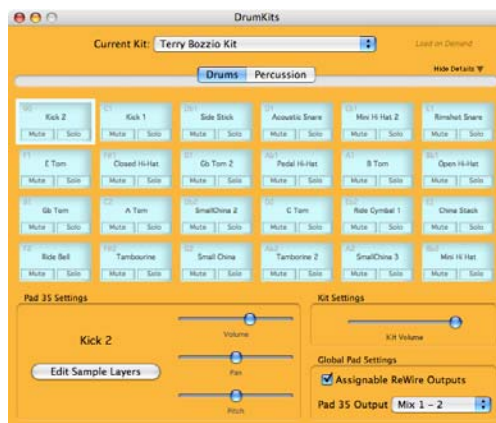 DrumKits
Current Kit: Terry Bozzio Kit
Load on Demand
Drums Percussion
Hide Details
Kick 2 Kick 1 Side Stick Acoustic Snare Mini Hi Hat 2 Rimshot Snare
Mute Solo Mute Solo Mute Solo Mute Solo Mute Solo Mute Solo
E Tom Closed Hi-Hat Gb Tom 2 Pedal Hi-Hat B Tom Open Hi-Hat
Mute Solo Mute Solo Mute Solo Mute Solo Mute Solo Mute Solo
Gb Tom A Tom SmallChina 2 C Tom Ride Cymbal 1 China Stack
Mute Solo Mute Solo Mute Solo Mute Solo Mute Solo Mute Solo
Ride Bell Tambourine Small China Tamborine 2 SmallChina 3 Mini Hi Hat
Mute Solo Mute Solo Mute Solo Mute Solo Mute Solo Mute Solo
Pad 35 Settings
Kick 2
Edit Sample Layers
Volume
Pan
Pitch
Kit Settings
Kit Volume
Global Pad Settings
Assignable ReWire Outputs
Pad 35 Output Mix 1 - 2